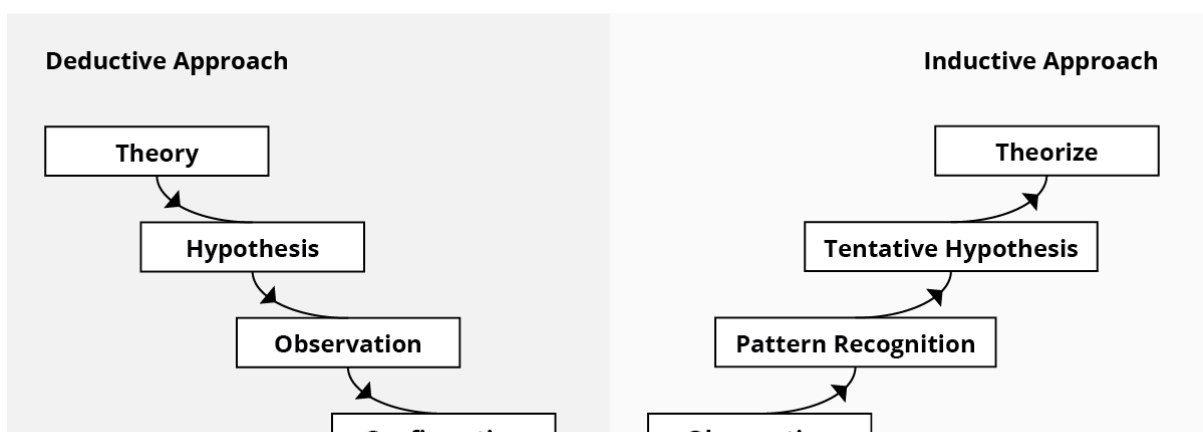 Deductive Approach
Theory
Hypothesis
Observation
Inductive Approach
Theorize
Tentative Hypothesis
Pattern Recognition